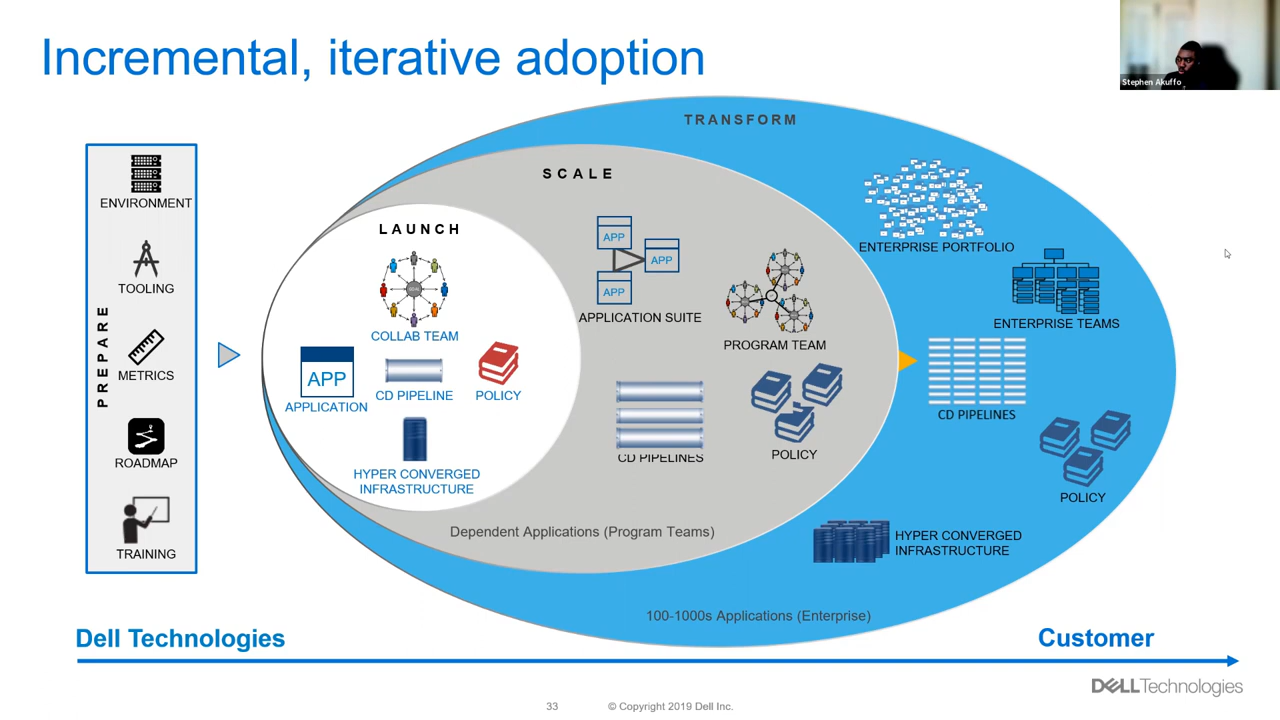 Incremental, iterative adoption
Stephen Akuffo
PREPARE
ENVIRONMENT
TOOLING
METRICS
ROADMAP
TRAINING
LAUNCH
COLLAB TEAM
APP
APPLICATION
CD PIPELINE
POLICY
HYPER CONVERGED
INFRASTRUCTURE
SCALE
APP
APP
APP
APPLICATION SUITE
PROGRAM TEAM
CD PIPELINES
POLICY
Dependent Applications (Program Teams)
TRANSFORM
ENTERPRISE PORTFOLIO
ENTERPRISE TEAMS
CD PIPELINES
POLICY
HYPER CONVERGED
INFRASTRUCTURE
100-1000s Applications (Enterprise)
Dell Technologies
Customer
DELLTechnologies
33
© Copyright 2019 Dell Inc.